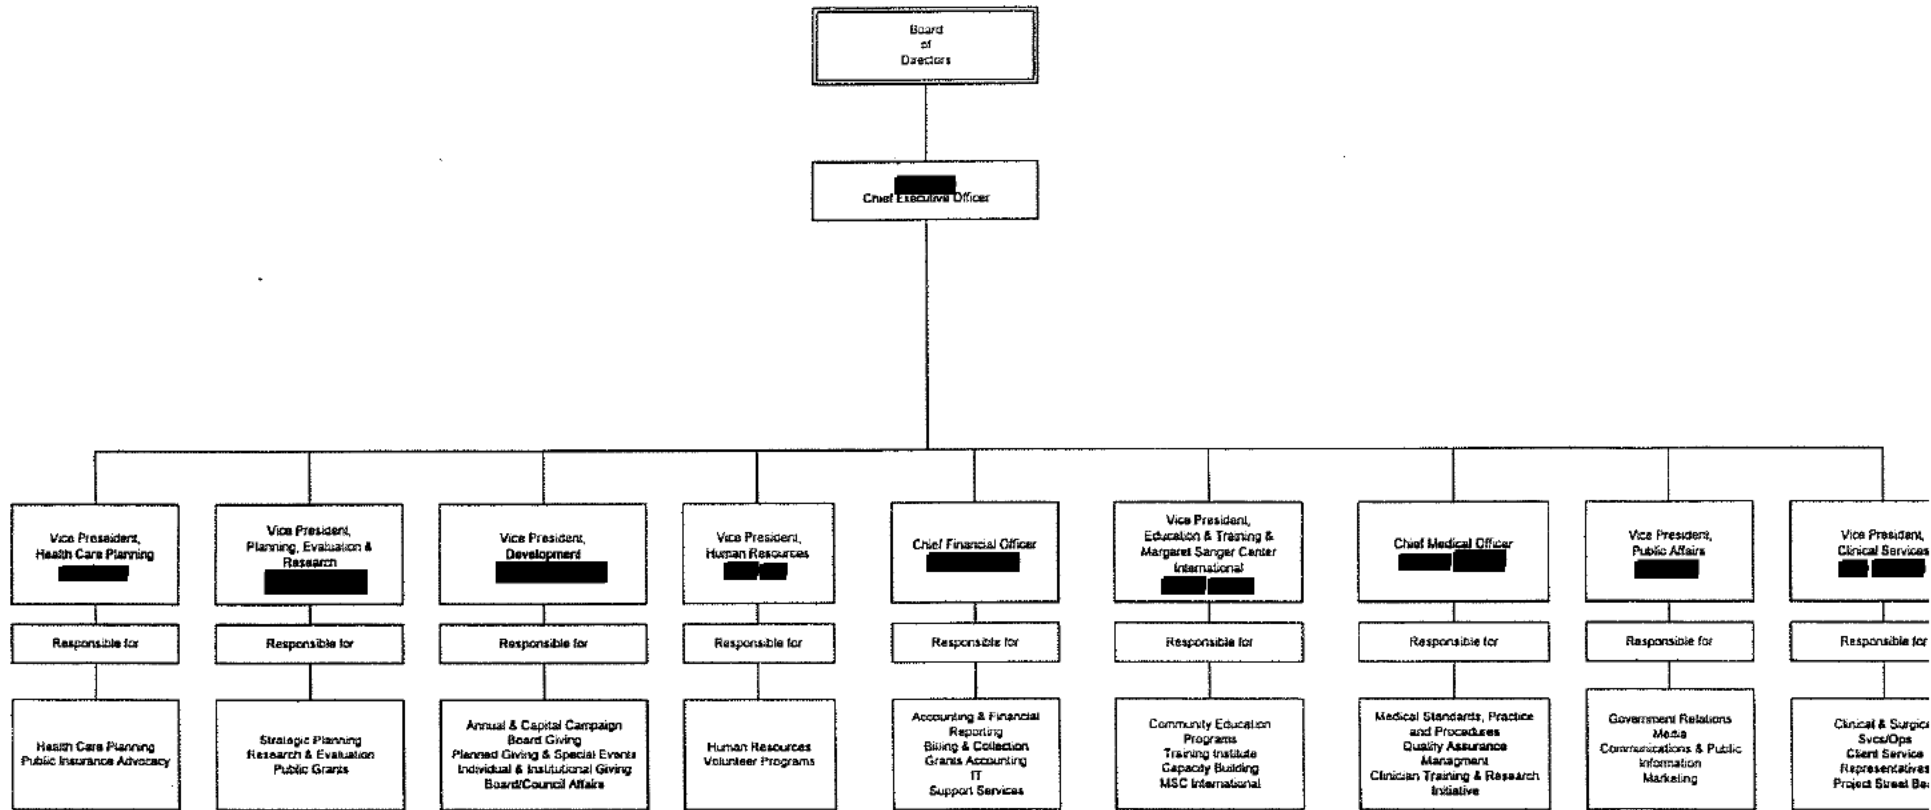 Board
of
Directors
Chief Executive Officer
Vice President,
Health Care Planning
Vice President,
Planning, Evaluation &
Research
Vice President,
Development
Vice President,
Human Resources
Chief Financial Officer
Vice President,
Education & Training &
Margaret Sanger Center
International
Chief Medical Officer
Vice President,
Public Affairs
Vice President,
Clinical Services
Responsible for
Responsible for
Responsible for
Responsible for
Responsible for
Responsible for
Responsible for
Responsible for
Responsible for
Health Care Planning
Public Insurance Advocacy
Strategic Planning
Research & Evaluation
Public Grants
Annual & Capital Campaign
Board Giving
Planned Giving & Special Events
Individual & Institutional Giving
Board/Council Affairs
Human Resources
Volunteer Programs
Accounting & Financial
Reporting
Billing & Collection
Grants Accounting
IT
Support Services
Community Education
Programs
Training Institute
Capacity Building
MSC International
Medical Standards, Practice
and Procedures
Quality Assurance
Managment
Clinician Training & Research
Initiative
Government Relations
Media
Communications & Public
Information
Marketing
Clinical & Surgica
Svcs/Ops
Client Service
Representatives
Project Street Be